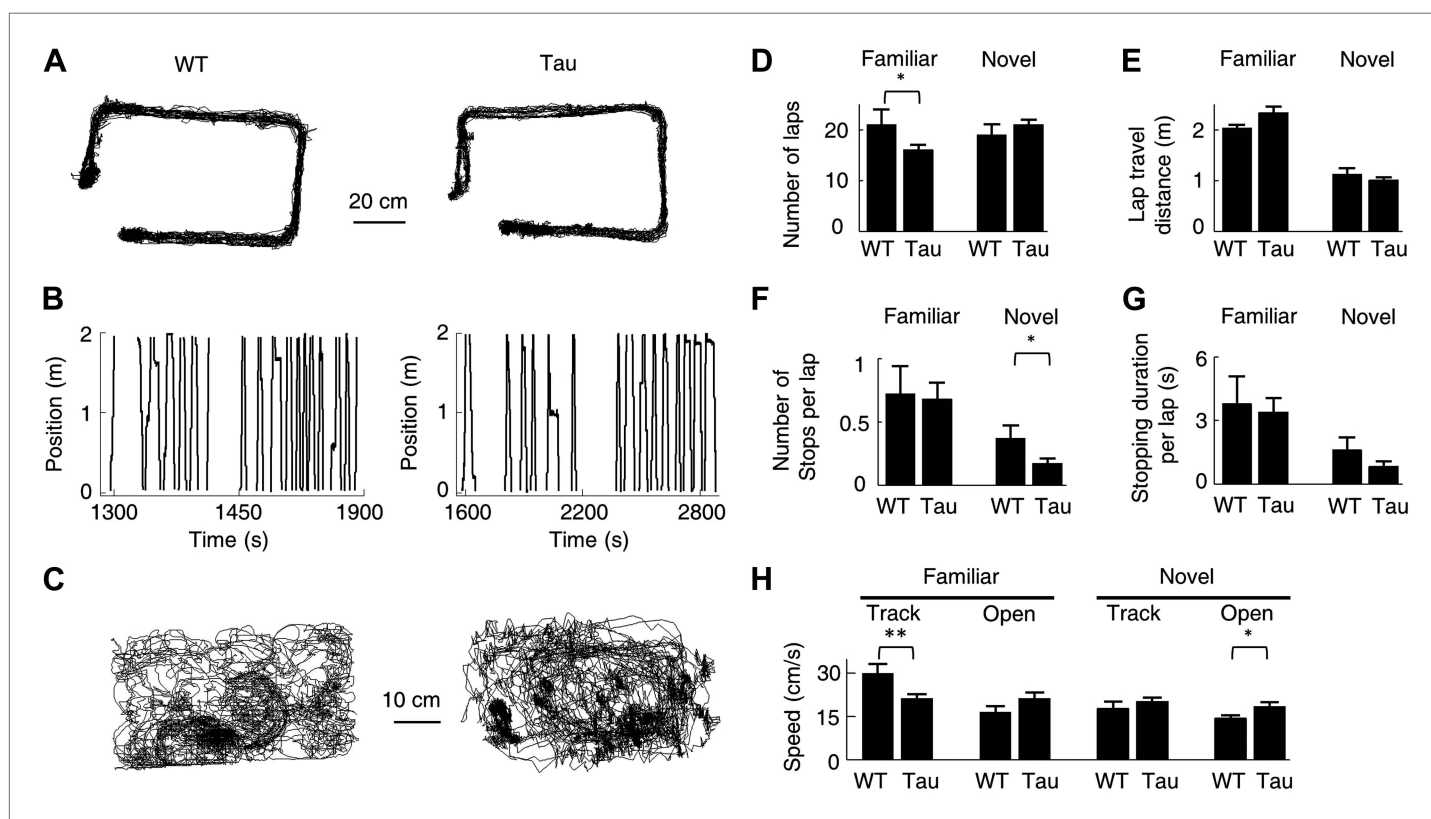 A
WT
Tau
20 cm
B
Position (m)
2
1
0
1300
1450
1900
Time (s)
Position (m)
2
1
0
1600
2200
2800
Time (s)
C
10 cm
D
Familiar
Novel
*
Number of laps
20
10
0
WT Tau
WT Tau
E
Familiar
Novel
Lap travel
distance (m)
2
1
0
WT Tau
WT Tau
F
Familiar
Novel
*
Number of
Stops per lap
1
0.5
0
WT Tau
WT Tau
G
Familiar
Novel
Stopping duration
per lap (s)
6
3
0
WT Tau
WT Tau
H
Familiar
Novel
Track
Open
Track
Open
**
*
Speed (cm/s)
30
15
0
WT Tau
WT Tau
WT Tau
WT Tau